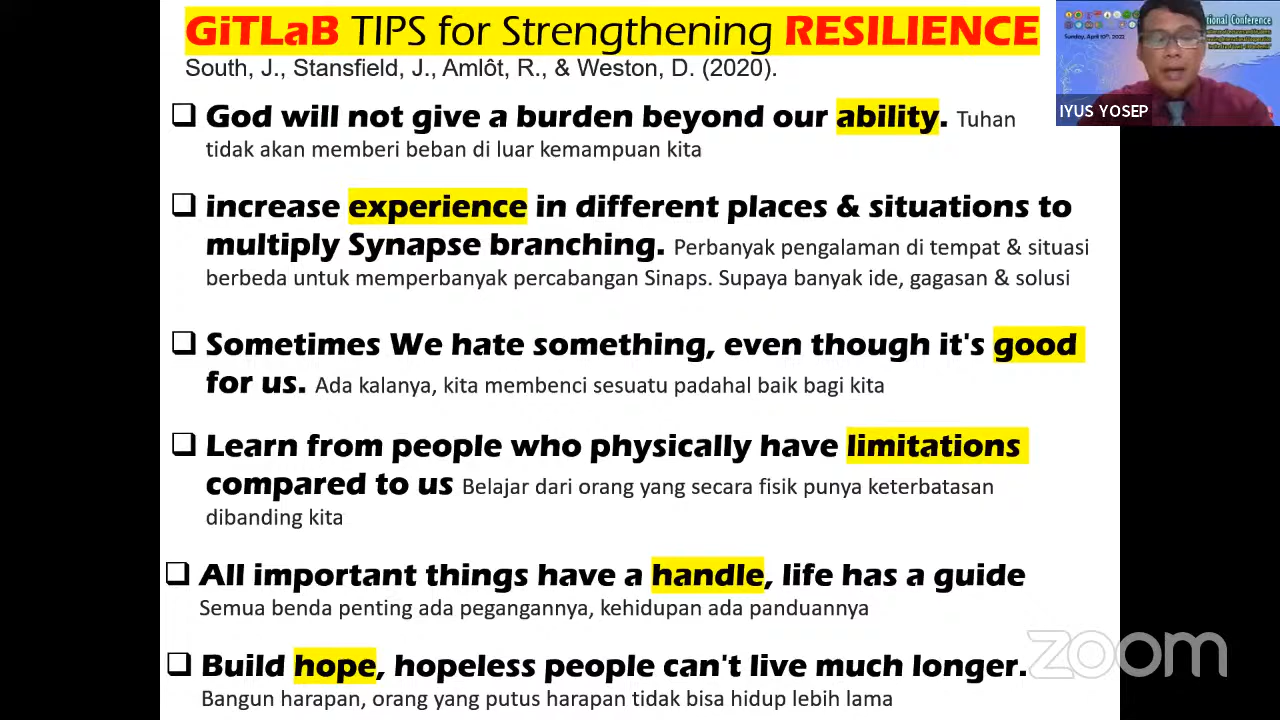 GiTLaB TIPS for Strengthening RESILIENCE
South, J., Stansfield, J., Amlôt, R., & Weston, D. (2020).
God will not give a burden beyond our ability. Tuhan
tidak akan memberi beban di luar kemampuan kita
increase experience in different places & situations to
multiply Synapse branching. Perbanyak pengalaman di tempat & situasi
berbeda untuk memperbanyak percabangan Sinaps. Supaya banyak ide, gagasan & solusi
Sometimes We hate something, even though it's good
for us. Ada kalanya, kita membenci sesuatu padahal baik bagi kita
Learn from people who physically have limitations
compared to us Belajar dari orang yang secara fisik punya keterbatasan
dibanding kita
All important things have a handle, life has a guide
Semua benda penting ada pegangannya, kehidupan ada panduannya
Build hope, hopeless people can't live much longer.
Bangun harapan, orang yang putus harapan tidak bisa hidup lebih lama
tional Conference
Sunday, April 10th, 2022
IYUS YOSEP
zoom